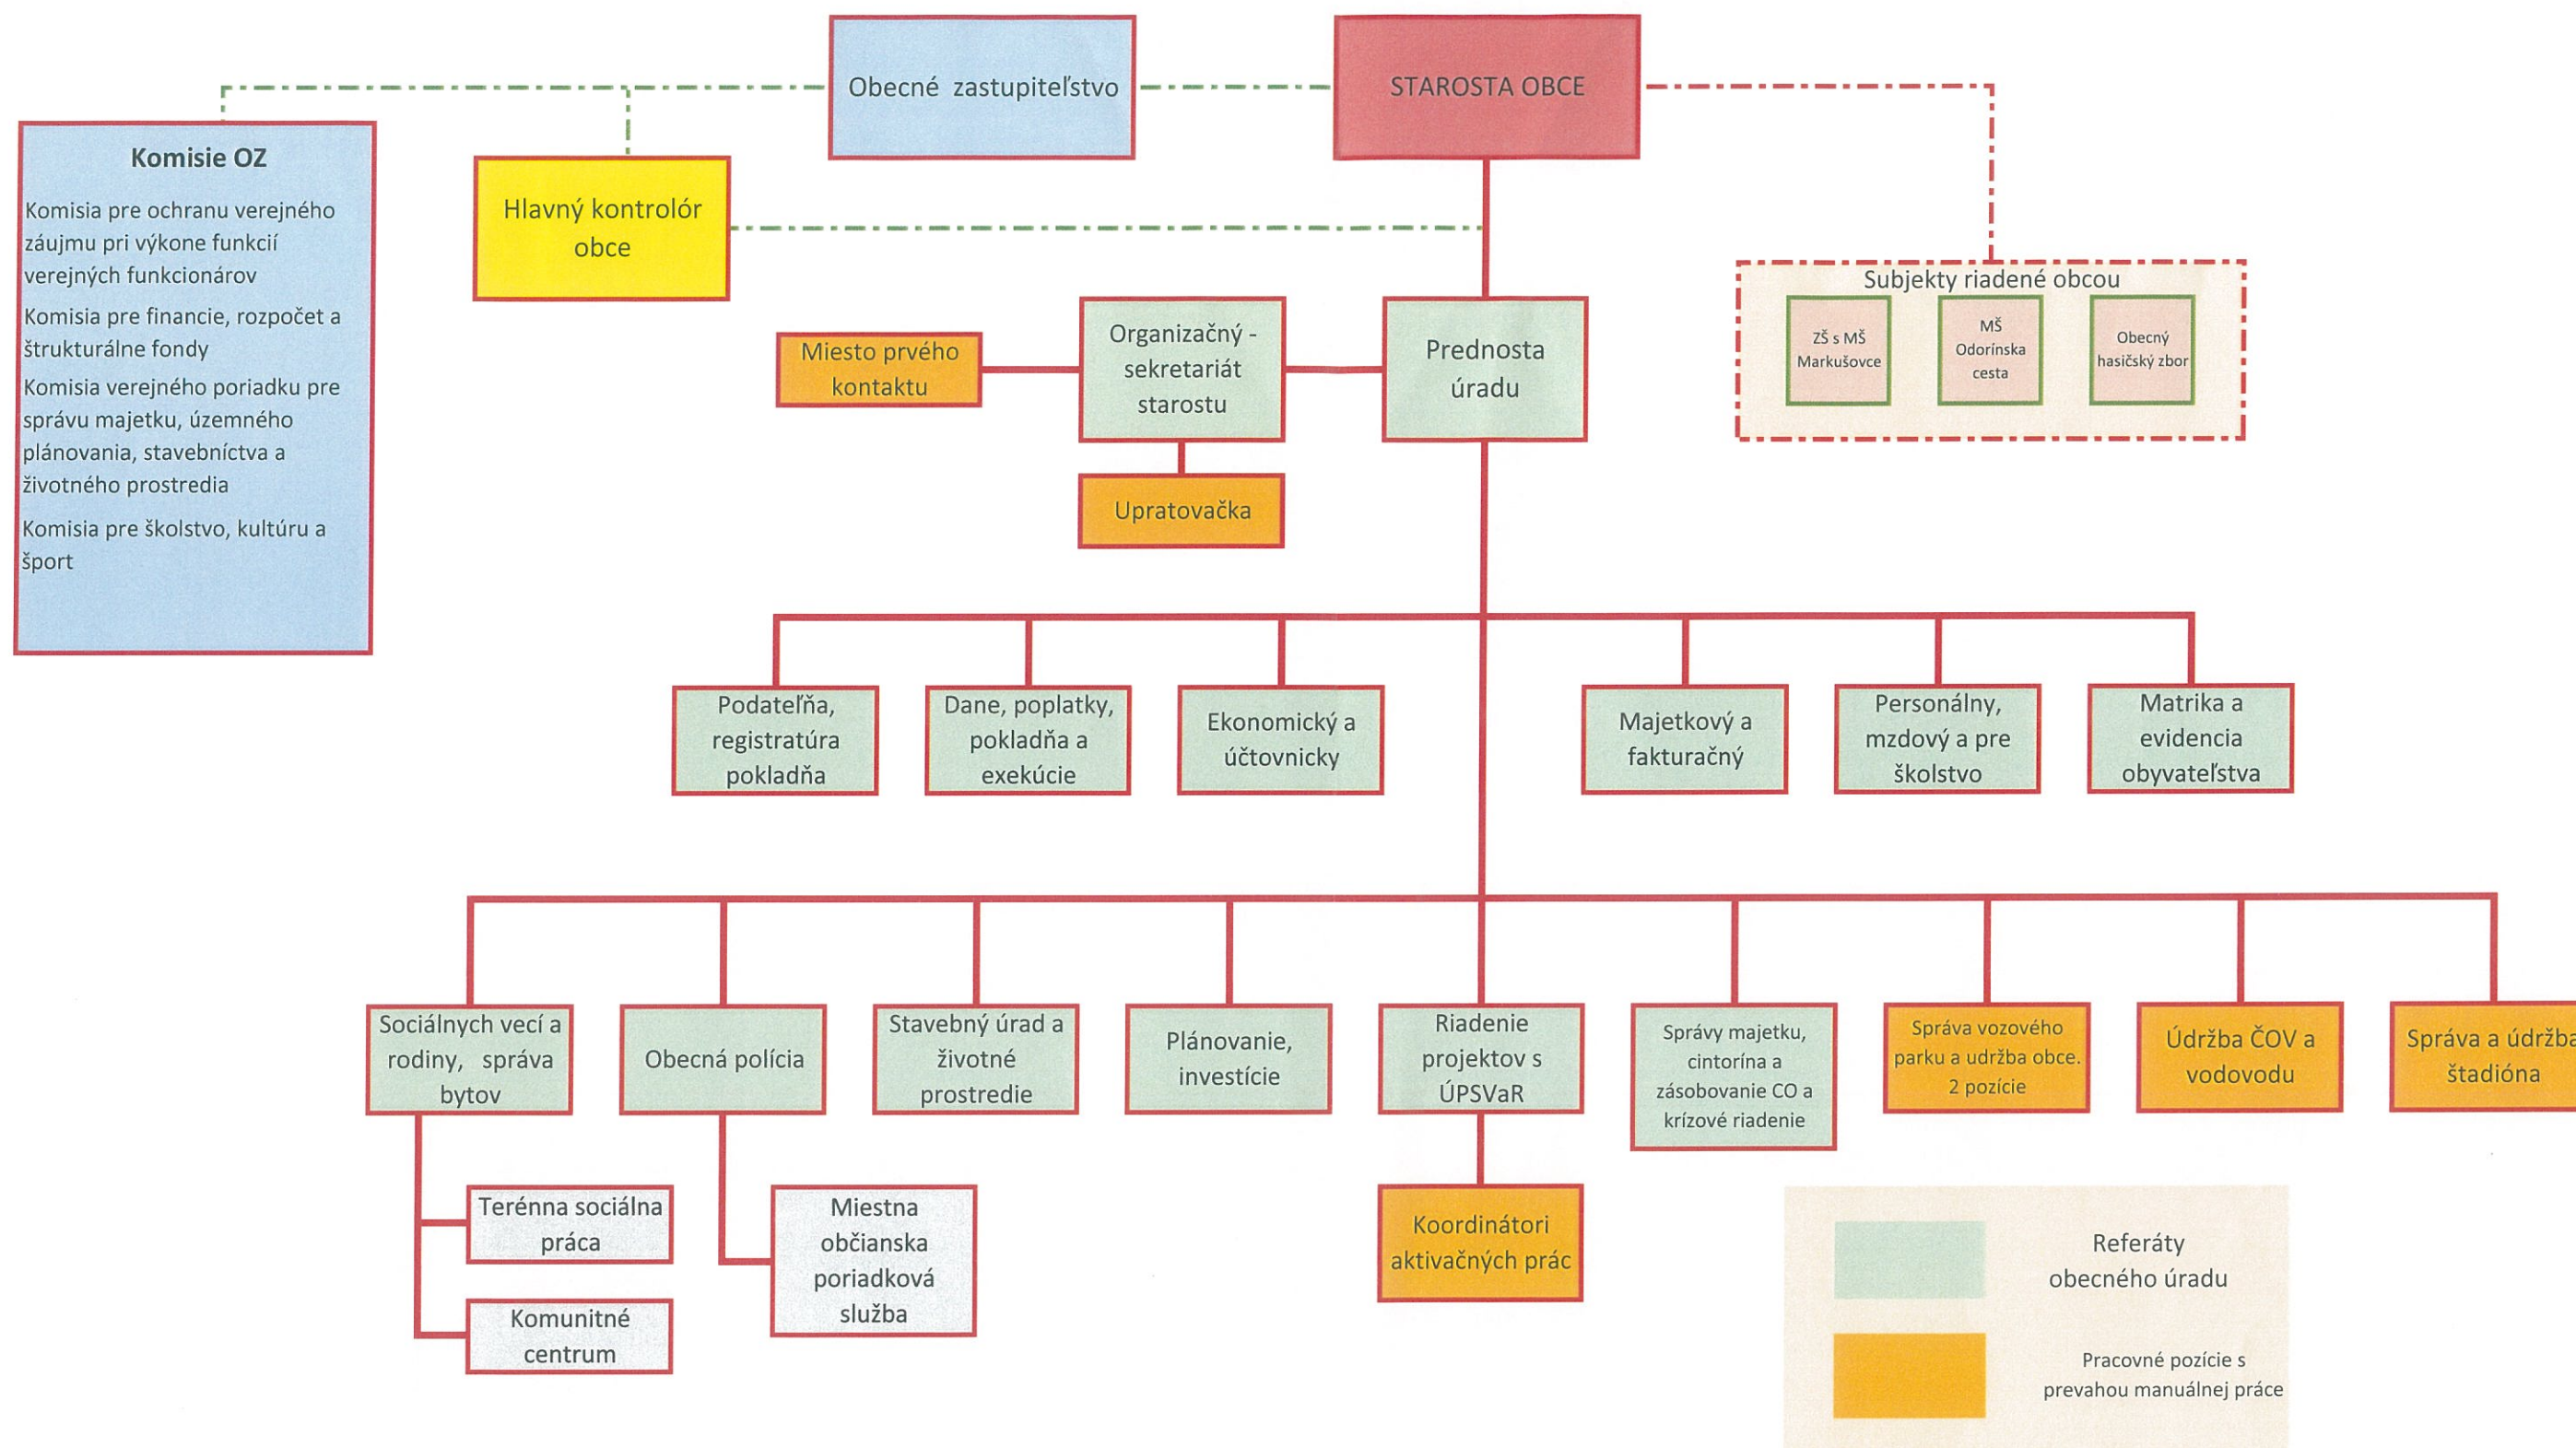 Obecné zastupiteľstvo
STAROSTA OBCE
Komisie OZ
Komisia pre ochranu verejného
záujmu pri výkone funkcií
verejných funkcionárov
Komisia pre financie, rozpočet a
štrukturálne fondy
Komisia verejného poriadku pre
správu majetku, územného
plánovania, stavebníctva a
životného prostredia
Komisia pre školstvo, kultúru a
šport
Hlavný kontrolór
obce
Subjekty riadené obcou
ZŠ s MŠ
Markušovce
MŠ
Odorínska
cesta
Obecný
hasičský zbor
Miesto prvého
kontaktu
Organizačný -
sekretariát
starostu
Prednosta
úradu
Upratovačka
Podateľňa,
registratúra
pokladňa
Dane, poplatky,
pokladňa a
exekúcie
Ekonomický a
účtovnicky
Majetkový a
fakturačný
Personálny,
mzdový a pre
školstvo
Matrika a
evidencia
obyvateľstva
Sociálnych vecí a
rodiny, správa
bytov
Obecná polícia
Stavebný úrad a
životné
prostredie
Plánovanie,
investície
Riadenie
projektov s
ÚPSVaR
Správy majetku,
cintorína a
zásobovanie CO a
krízové riadenie
Správa vozového
parku a udržba obce.
2 pozície
Údržba ČOV a
vodovodu
Správa a údržba
štadióna
Terénna sociálna
práca
Komunitné
centrum
Miestna
občianska
poriadková
služba
Koordinátori
aktivačných prác
Referáty
obecného úradu
Pracovné pozície s
prevahou manuálnej práce